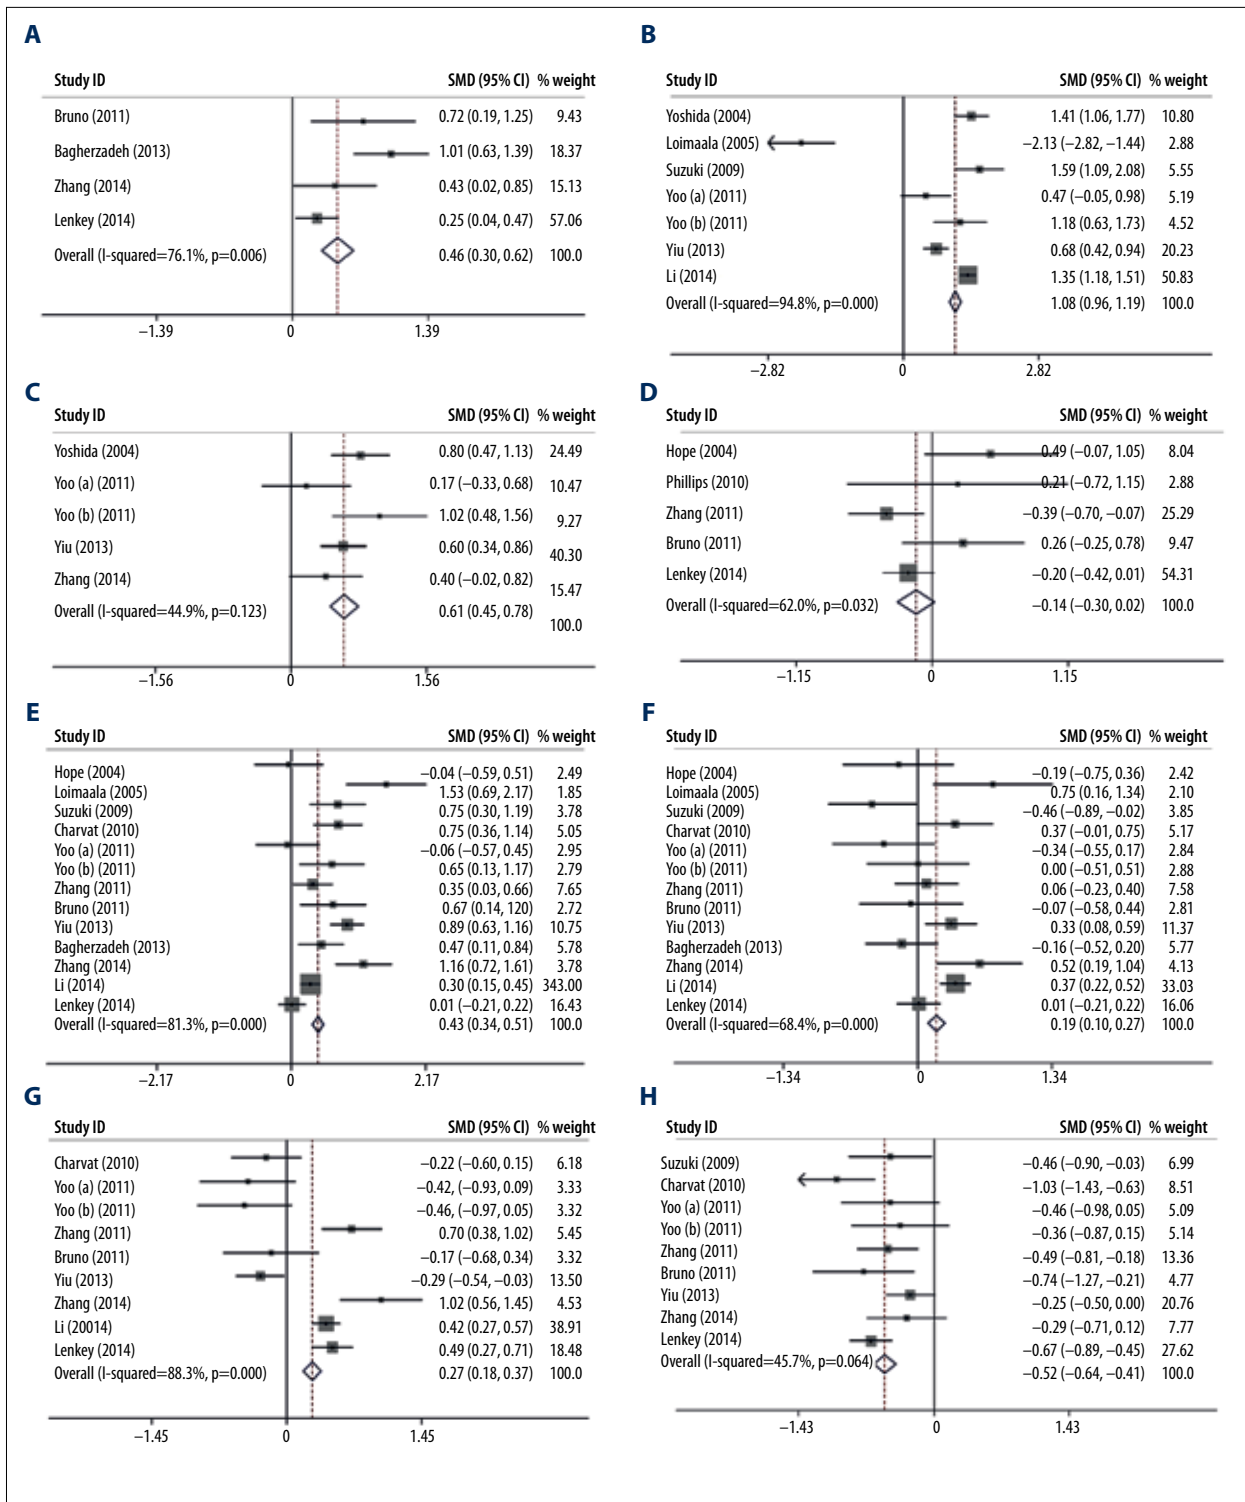 A
Study ID SMD (95% CI) % weight
Bruno (2011) 0.72 (0.19, 1.25) 9.43
Bagherzadeh (2013) 1.01 (0.63, 1.39) 18.37
Zhang (2014) 0.43 (0.02, 0.85) 15.13
Lenkey (2014) 0.25 (0.04, 0.47) 57.06
Overall (I-squared=76.1%, p=0.006) 0.46 (0.30, 0.62) 100.0
−1.39 0 1.39
B
Study ID SMD (95% CI) % weight
Yoshida (2004) 1.41 (1.06, 1.77) 10.80
Loimaala (2005) −2.13 (−2.82, −1.44) 2.88
Suzuki (2009) 1.59 (1.09, 2.08) 5.55
Yoo (a) (2011) 0.47 (−0.05, 0.98) 5.19
Yoo (b) (2011) 1.18 (0.63, 1.73) 4.52
Yiu (2013) 0.68 (0.42, 0.94) 20.23
Li (2014) 1.35 (1.18, 1.51) 50.83
Overall (I-squared=94.8%, p=0.000) 1.08 (0.96, 1.19) 100.0
−2.82 0 2.82
C
Study ID SMD (95% CI) % weight
Yoshida (2004) 0.80 (0.47, 1.13) 24.49
Yoo (a) (2011) 0.17 (−0.33, 0.68) 10.47
Yoo (b) (2011) 1.02 (0.48, 1.56) 9.27
Yiu (2013) 0.60 (0.34, 0.86) 40.30
Zhang (2014) 0.40 (−0.02, 0.82) 15.47
Overall (I-squared=44.9%, p=0.123) 0.61 (0.45, 0.78) 100.0
−1.56 0 1.56
D
Study ID SMD (95% CI) % weight
Hope (2004) 0.49 (−0.07, 1.05) 8.04
Phillips (2010) 0.21 (−0.72, 1.15) 2.88
Zhang (2011) −0.39 (−0.70, −0.07) 25.29
Bruno (2011) 0.26 (−0.25, 0.78) 9.47
Lenkey (2014) −0.20 (−0.42, 0.01) 54.31
Overall (I-squared=62.0%, p=0.032) −0.14 (−0.30, 0.02) 100.0
−1.15 0 1.15
E
Study ID SMD (95% CI) % weight
Hope (2004) −0.04 (−0.59, 0.51) 2.49
Loimaala (2005) 1.53 (0.69, 2.17) 1.85
Suzuki (2009) 0.75 (0.30, 1.19) 3.78
Charvat (2010) 0.75 (0.36, 1.14) 5.05
Yoo (a) (2011) −0.06 (−0.57, 0.45) 2.95
Yoo (b) (2011) 0.65 (0.13, 1.17) 2.79
Zhang (2011) 0.35 (0.03, 0.66) 7.65
Bruno (2011) 0.67 (0.14, 120) 2.72
Yiu (2013) 0.89 (0.63, 1.16) 10.75
Bagherzadeh (2013) 0.47 (0.11, 0.84) 5.78
Zhang (2014) 1.16 (0.72, 1.61) 3.78
Li (2014) 0.30 (0.15, 0.45) 343.00
Lenkey (2014) 0.01 (−0.21, 0.22) 16.43
Overall (I-squared=81.3%, p=0.000) 0.43 (0.34, 0.51) 100.0
−2.17 0 2.17
F
Study ID SMD (95% CI) % weight
Hope (2004) −0.19 (−0.75, 0.36) 2.42
Loimaala (2005) 0.75 (0.16, 1.34) 2.10
Suzuki (2009) −0.46 (−0.89, −0.02) 3.85
Charvat (2010) 0.37 (−0.01, 0.75) 5.17
Yoo (a) (2011) −0.34 (−0.55, 0.17) 2.84
Yoo (b) (2011) 0.00 (−0.51, 0.51) 2.88
Zhang (2011) 0.06 (−0.23, 0.40) 7.58
Bruno (2011) −0.07 (−0.58, 0.44) 2.81
Yiu (2013) 0.33 (0.08, 0.59) 11.37
Bagherzadeh (2013) −0.16 (−0.52, 0.20) 5.77
Zhang (2014) 0.52 (0.19, 1.04) 4.13
Li (2014) 0.37 (0.22, 0.52) 33.03
Lenkey (2014) 0.01 (−0.21, 0.22) 16.06
Overall (I-squared=68.4%, p=0.000) 0.19 (0.10, 0.27) 100.0
−1.34 0 1.34
G
Study ID SMD (95% CI) % weight
Charvat (2010) −0.22 (−0.60, 0.15) 6.18
Yoo (a) (2011) −0.42, (−0.93, 0.09) 3.33
Yoo (b) (2011) −0.46, (−0.97, 0.05) 3.32
Zhang (2011) 0.70 (0.38, 1.02) 5.45
Bruno (2011) −0.17 (−0.68, 0.34) 3.32
Yiu (2013) −0.29 (−0.54, −0.03) 13.50
Zhang (2014) 1.02 (0.56, 1.45) 4.53
Li (20014) 0.42 (0.27, 0.57) 38.91
Lenkey (2014) 0.49 (0.27, 0.71) 18.48
Overall (I-squared=88.3%, p=0.000) 0.27 (0.18, 0.37) 100.0
−1.45 0 1.45
H
Study ID SMD (95% CI) % weight
Suzuki (2009) −0.46 (−0.90, −0.03) 6.99
Charvat (2010) −1.03 (−1.43, −0.63) 8.51
Yoo (a) (2011) −0.46 (−0.98, 0.05) 5.09
Yoo (b) (2011) −0.36 (−0.87, 0.15) 5.14
Zhang (2011) −0.49 (−0.81, −0.18) 13.36
Bruno (2011) −0.74 (−1.27, −0.21) 4.77
Yiu (2013) −0.25 (−0.50, 0.00) 20.76
Zhang (2014) −0.29 (−0.71, 0.12) 7.77
Lenkey (2014) −0.67 (−0.89, −0.45) 27.62
Overall (I-squared=45.7%, p=0.064) −0.52 (−0.64, −0.41) 100.0
−1.43 0 1.43